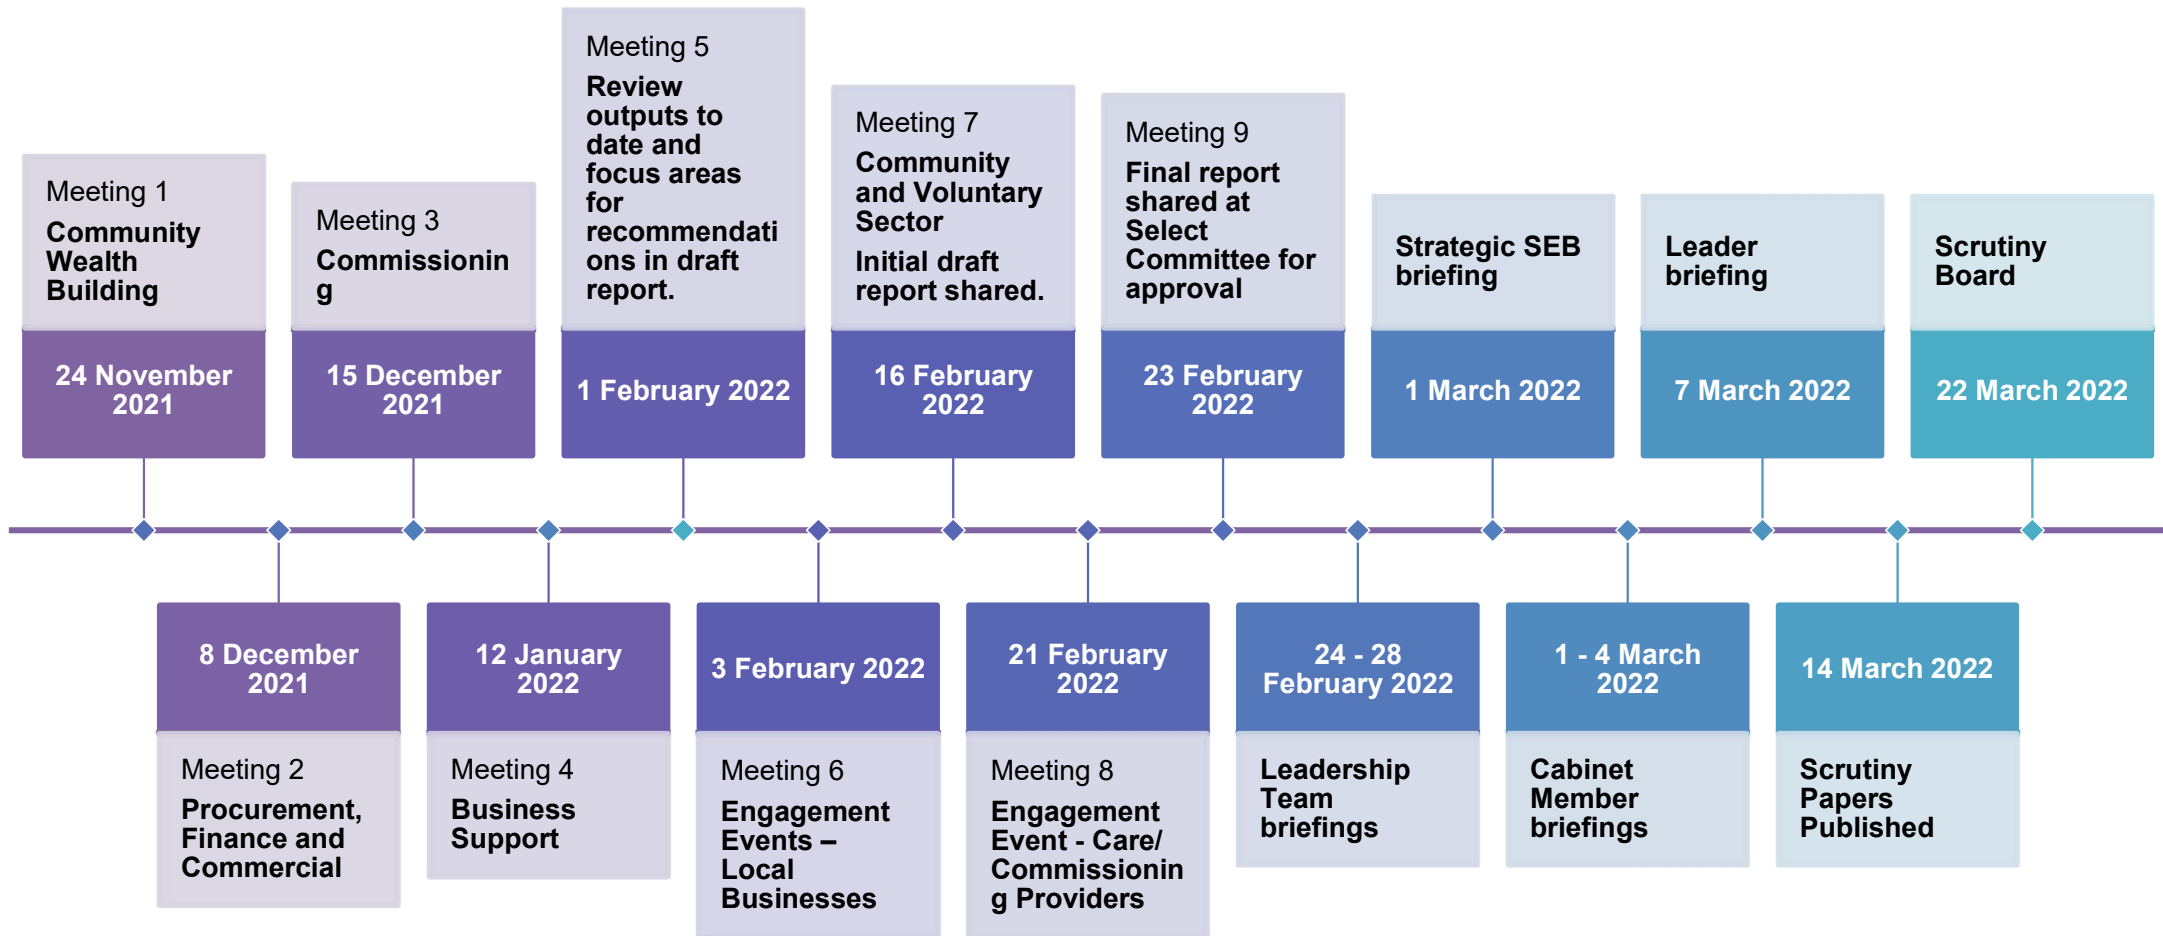 Meeting 1
Community
Wealth
Building
24 November
2021
Meeting 3
Commissionin
g
15 December
2021
Meeting 5
Review
outputs to
date and
focus areas
for
recommendati
ons in draft
report.
1 February 2022
Meeting 7
Community
and Voluntary
Sector
Initial draft
report shared.
16 February
2022
Meeting 9
Final report
shared at
Select
Committee for
approval
23 February
2022
Strategic SEB
briefing
1 March 2022
Leader
briefing
7 March 2022
Scrutiny
Board
22 March 2022
8 December
2021
Meeting 2
Procurement,
Finance and
Commercial
12 January
2022
Meeting 4
Business
Support
3 February 2022
Meeting 6
Engagement
Events –
Local
Businesses
21 February
2022
Meeting 8
Engagement
Event - Care/
Commissionin
g Providers
24 - 28
February 2022
Leadership
Team
briefings
1 - 4 March
2022
Cabinet
Member
briefings
14 March 2022
Scrutiny
Papers
Published